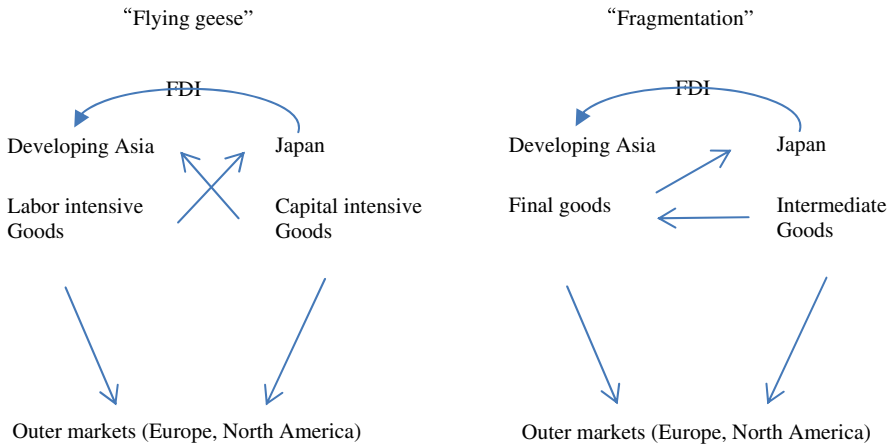 “Flying geese”
FDI
Developing Asia
Japan
Labor intensive
Goods
Capital intensive
Goods
Outer markets (Europe, North America)
“Fragmentation”
FDI
Developing Asia
Japan
Final goods
Intermediate
Goods
Outer markets (Europe, North America)